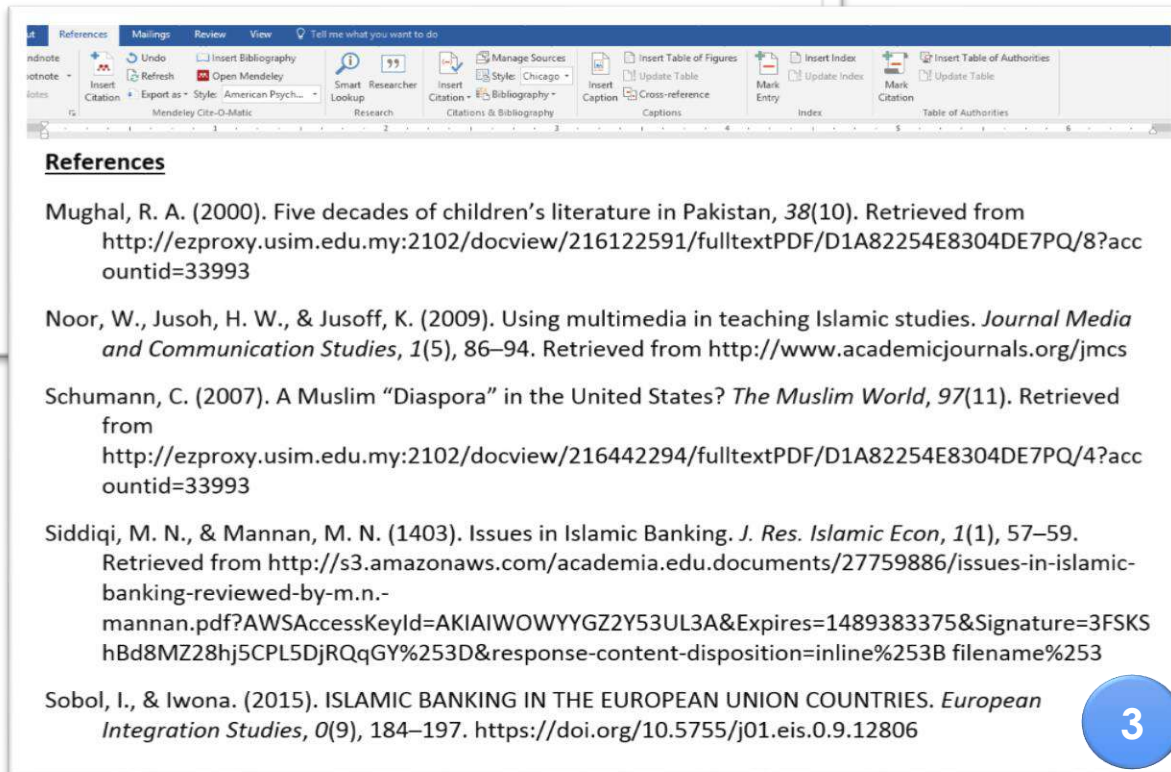 ut References Mailings Review View Tell me what you want to do
ndnote Undo Insert Bibliography Manage Sources Insert Table of Figures Insert Index Insert Table of Authorities
otnote Refresh Open Mendeley Style: Chicago Update Table Update Index Update Table
lotes Insert Citation Export as Style: American Psych... Smart Lookup Researcher Insert Citation Bibliography Insert Caption Cross-reference Mark Entry Mark Citation
Mendeley Cite-O-Matic Research Citations & Bibliography Captions Index Table of Authorities
1 2 3 4 5 6
References
Mughal, R. A. (2000). Five decades of children’s literature in Pakistan, 38(10). Retrieved from
http://ezproxy.usim.edu.my:2102/docview/216122591/fulltextPDF/D1A82254E8304DE7PQ/8?acc
ountid=33993
Noor, W., Jusoh, H. W., & Jusoff, K. (2009). Using multimedia in teaching Islamic studies. Journal Media
and Communication Studies, 1(5), 86–94. Retrieved from http://www.academicjournals.org/jmcs
Schumann, C. (2007). A Muslim “Diaspora” in the United States? The Muslim World, 97(11). Retrieved
from
http://ezproxy.usim.edu.my:2102/docview/216442294/fulltextPDF/D1A82254E8304DE7PQ/4?acc
ountid=33993
Siddiqi, M. N., & Mannan, M. N. (1403). Issues in Islamic Banking. J. Res. Islamic Econ, 1(1), 57–59.
Retrieved from http://s3.amazonaws.com/academia.edu.documents/27759886/issues-in-islamic-
banking-reviewed-by-m.n.-
mannan.pdf?AWSAccessKeyId=AKIAIWOWYYGZ2Y53UL3A&Expires=1489383375&Signature=3FSKS
hBd8MZ28hj5CPL5DjRQqGY%253D&response-content-disposition=inline%253B filename%253
Sobol, I., & Iwona. (2015). ISLAMIC BANKING IN THE EUROPEAN UNION COUNTRIES. European
Integration Studies, 0(9), 184–197. https://doi.org/10.5755/j01.eis.0.9.12806
3